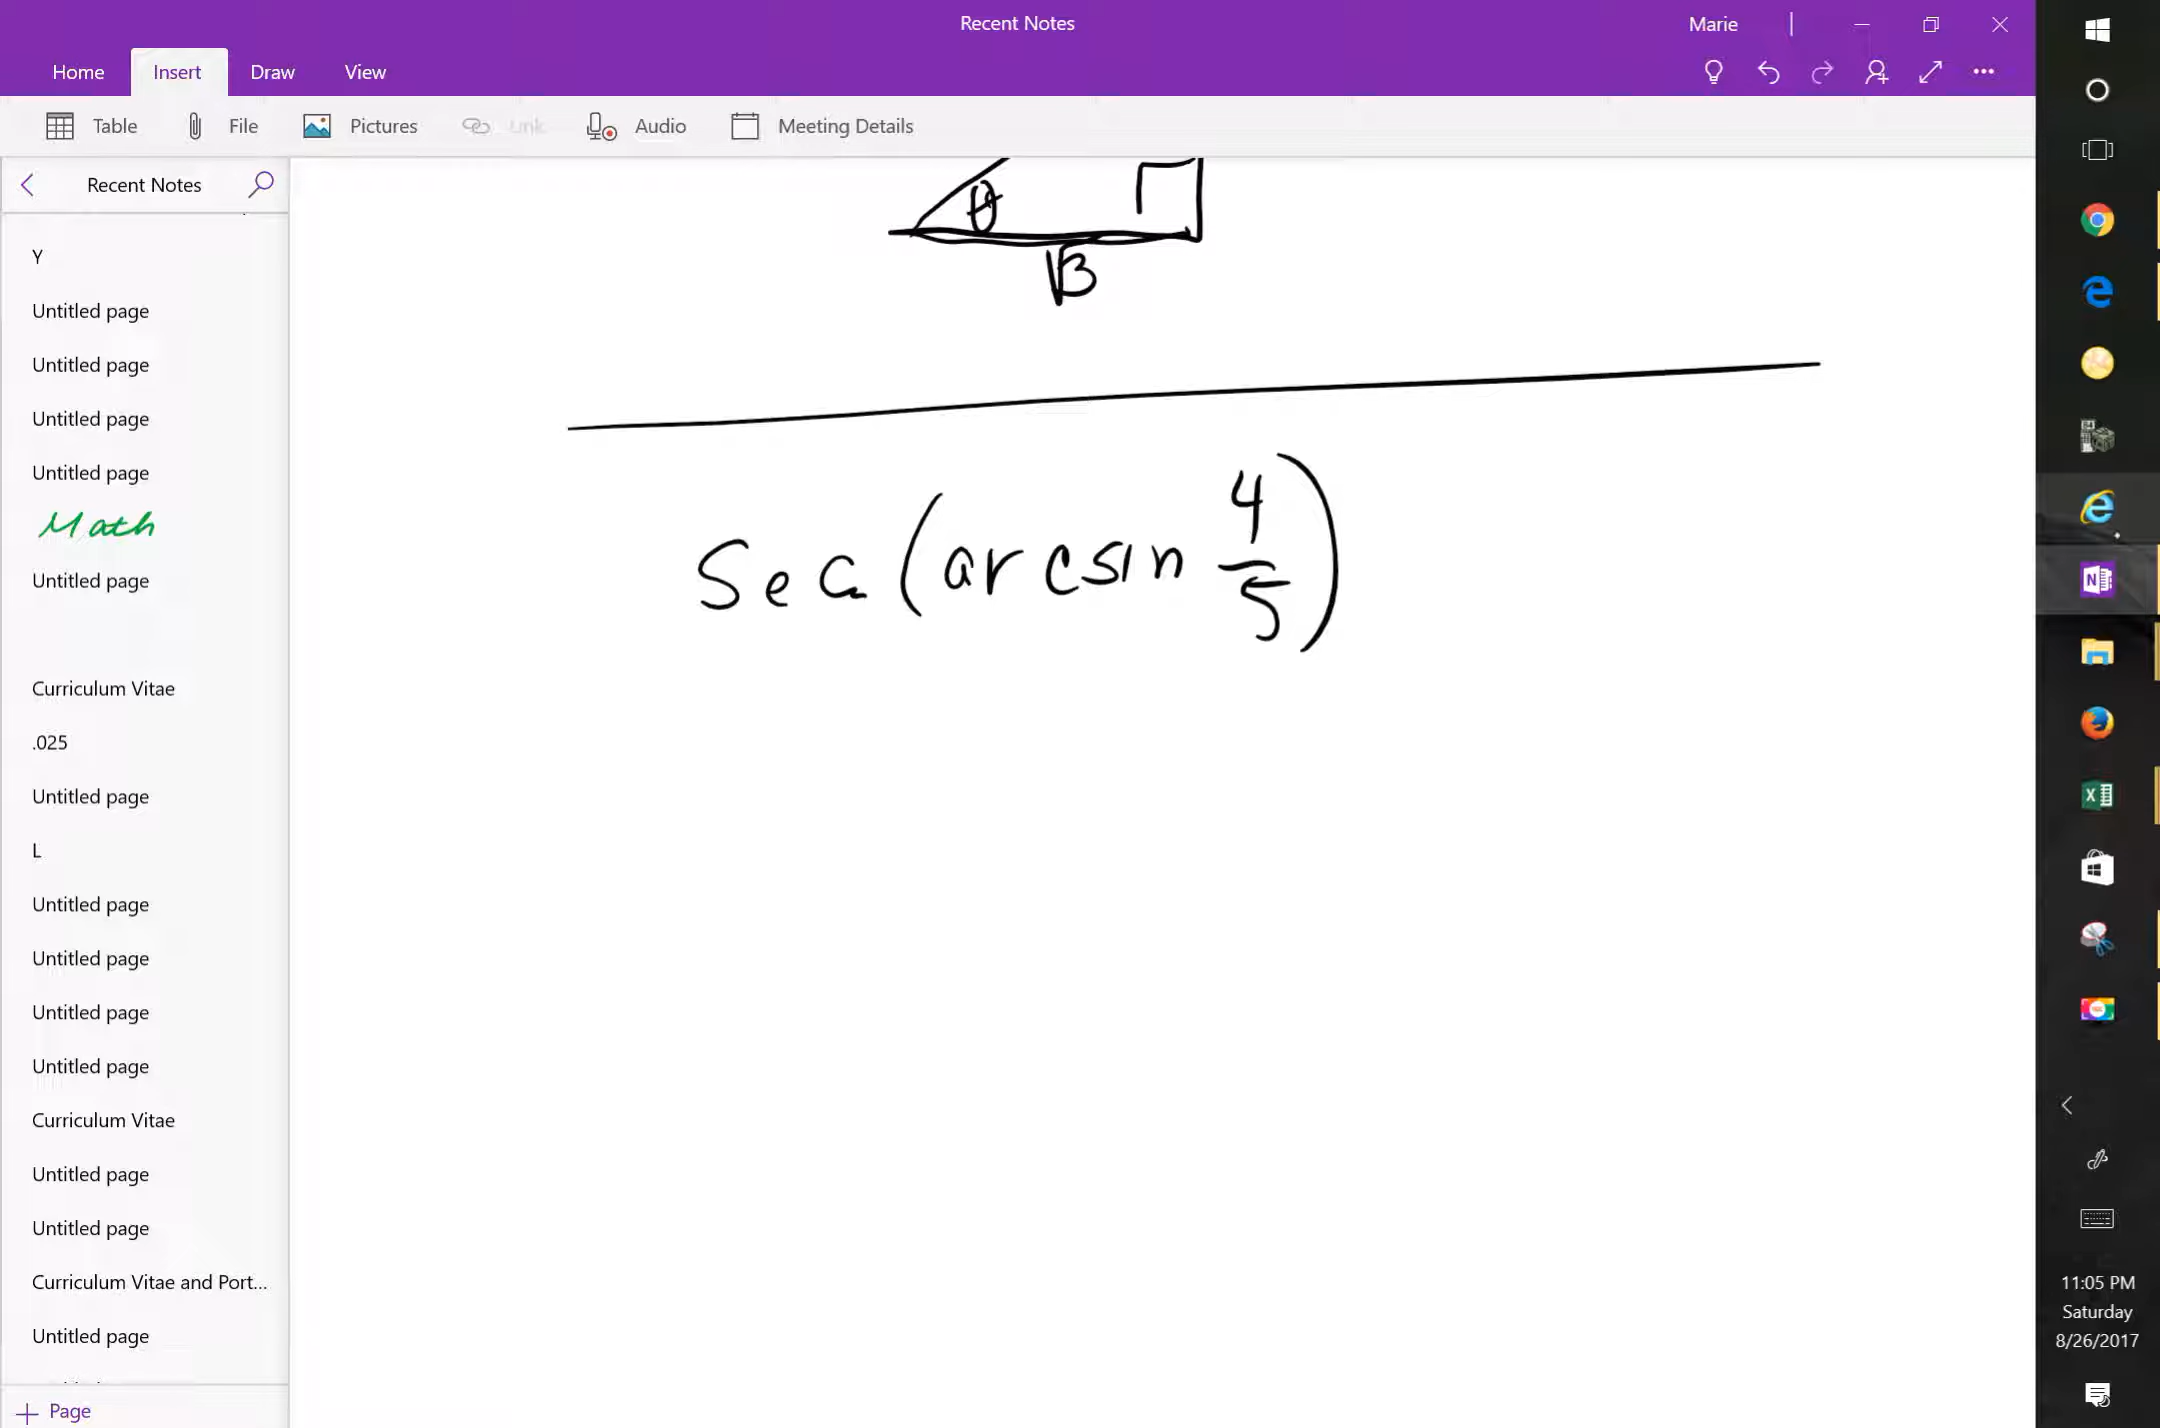 Recent Notes
Marie
Home Insert Draw View
Table File Pictures Link Audio Meeting Details
Recent Notes
Y
Untitled page
Untitled page
Untitled page
Untitled page
Math
Untitled page
Curriculum Vitae
.025
Untitled page
L
Untitled page
Untitled page
Untitled page
Untitled page
Curriculum Vitae
Untitled page
Untitled page
Curriculum Vitae and Port...
Untitled page
+ Page
θ
√3
Sec (arcsin 4/5)
11:05 PM
Saturday
8/26/2017